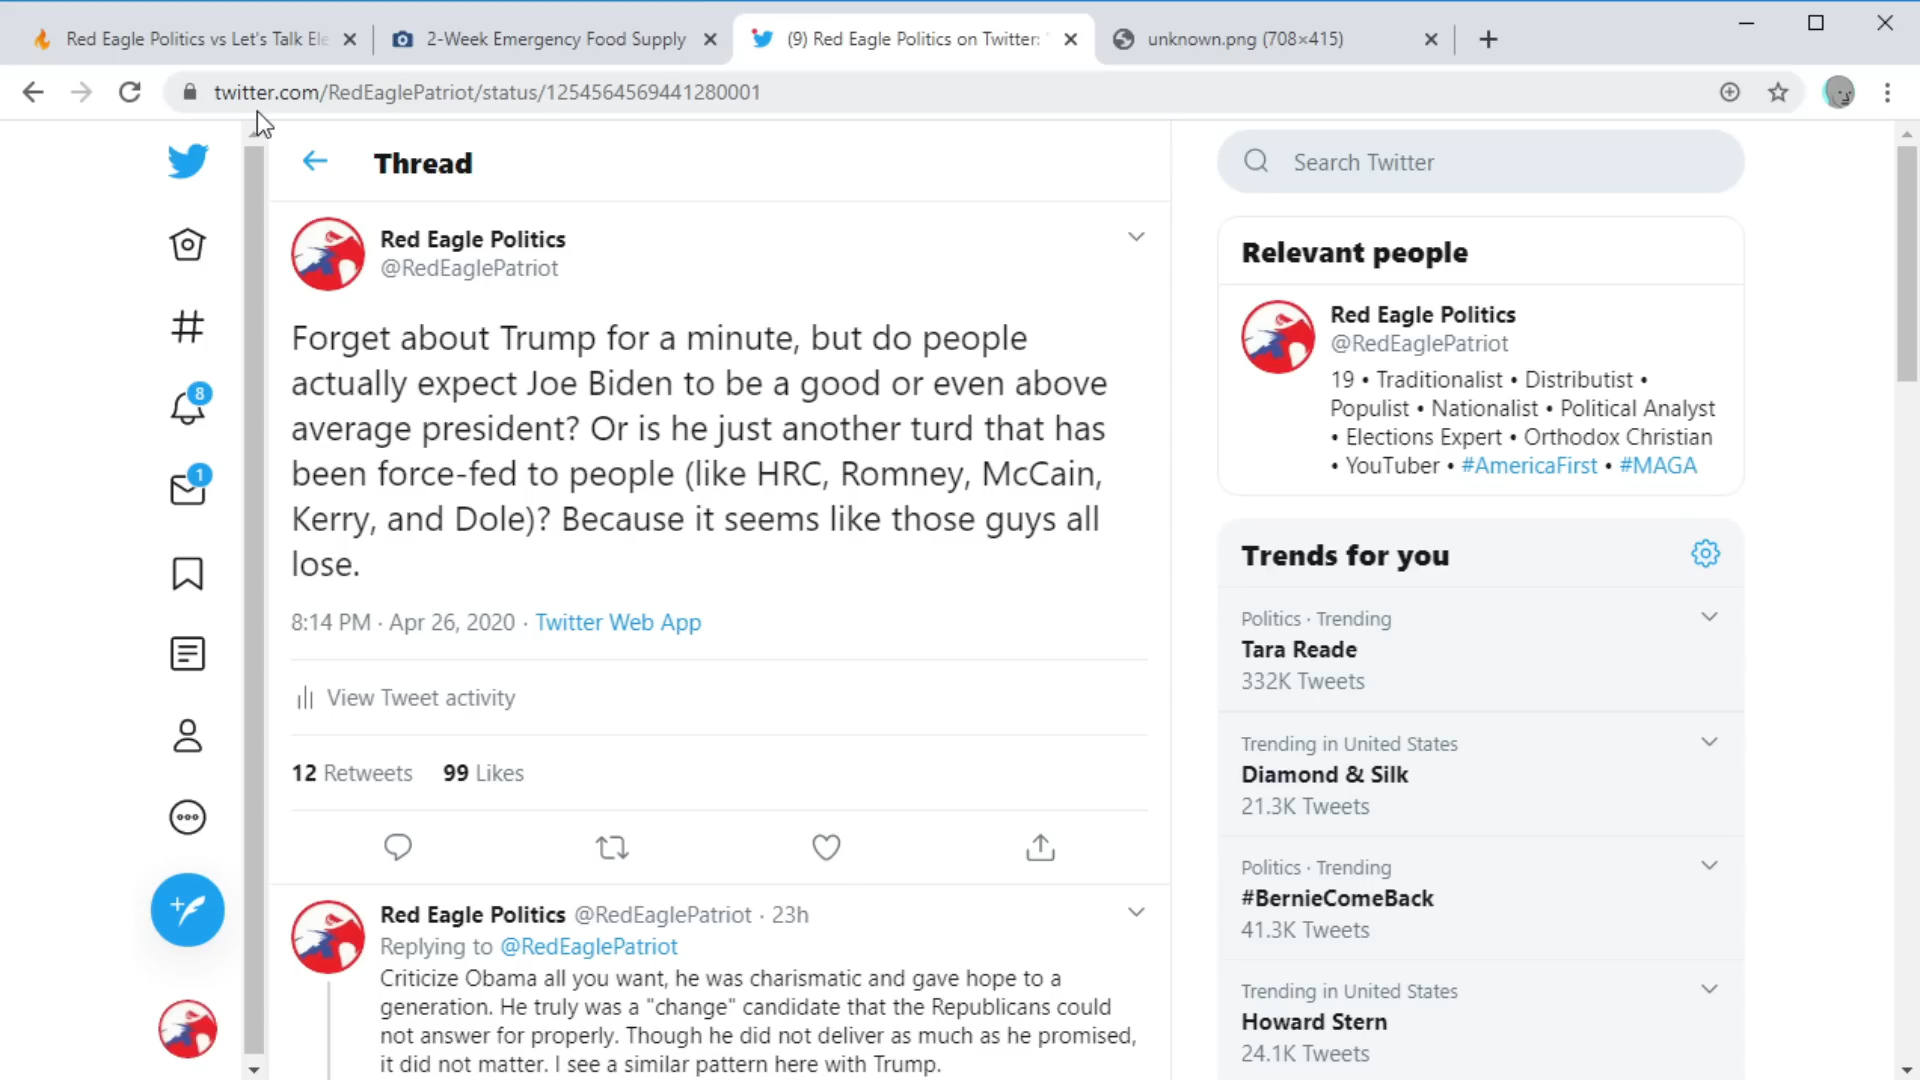 Red Eagle Politics vs Let's Talk Ele
2-Week Emergency Food Supply
(9) Red Eagle Politics on Twitter: "
unknown.png (708×415)
twitter.com/RedEaglePatriot/status/1254564569441280001
Thread
Search Twitter
Red Eagle Politics
@RedEaglePatriot
Forget about Trump for a minute, but do people
actually expect Joe Biden to be a good or even above
average president? Or is he just another turd that has
been force-fed to people (like HRC, Romney, McCain,
Kerry, and Dole)? Because it seems like those guys all
lose.
8:14 PM · Apr 26, 2020 · Twitter Web App
View Tweet activity
12 Retweets 99 Likes
Red Eagle Politics @RedEaglePatriot · 23h
Replying to @RedEaglePatriot
Criticize Obama all you want, he was charismatic and gave hope to a
generation. He truly was a "change" candidate that the Republicans could
not answer for properly. Though he did not deliver as much as he promised,
it did not matter. I see a similar pattern here with Trump.
8
1
Relevant people
Red Eagle Politics
@RedEaglePatriot
19 • Traditionalist • Distributist •
Populist • Nationalist • Political Analyst
• Elections Expert • Orthodox Christian
• YouTuber • #AmericaFirst • #MAGA
Trends for you
Politics · Trending
Tara Reade
332K Tweets
Trending in United States
Diamond & Silk
21.3K Tweets
Politics · Trending
#BernieComeBack
41.3K Tweets
Trending in United States
Howard Stern
24.1K Tweets